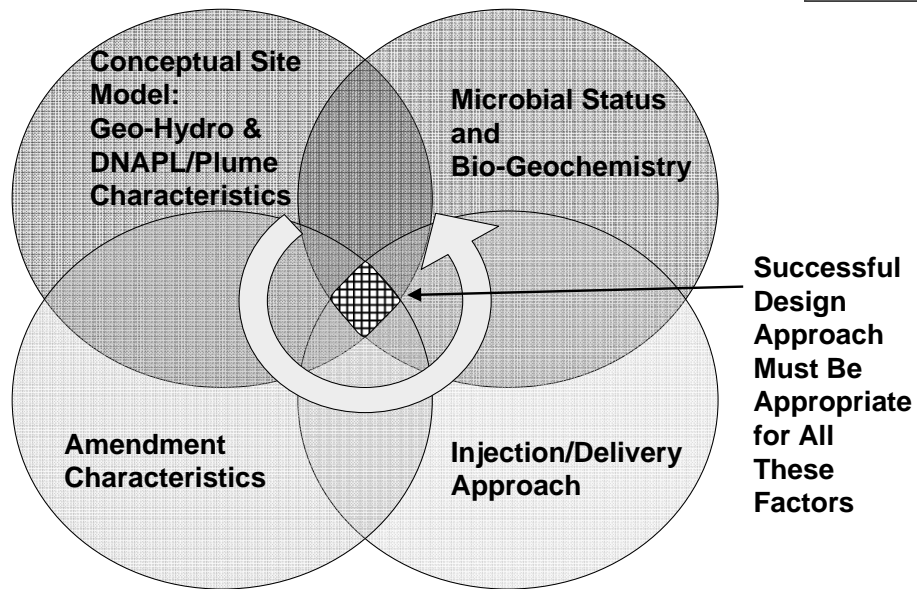 Conceptual Site
Model:
Geo-Hydro &
DNAPL/Plume
Characteristics
Microbial Status
and
Bio-Geochemistry
Successful
Design
Approach
Must Be
Appropriate
for All
These
Factors
Amendment
Characteristics
Injection/Delivery
Approach